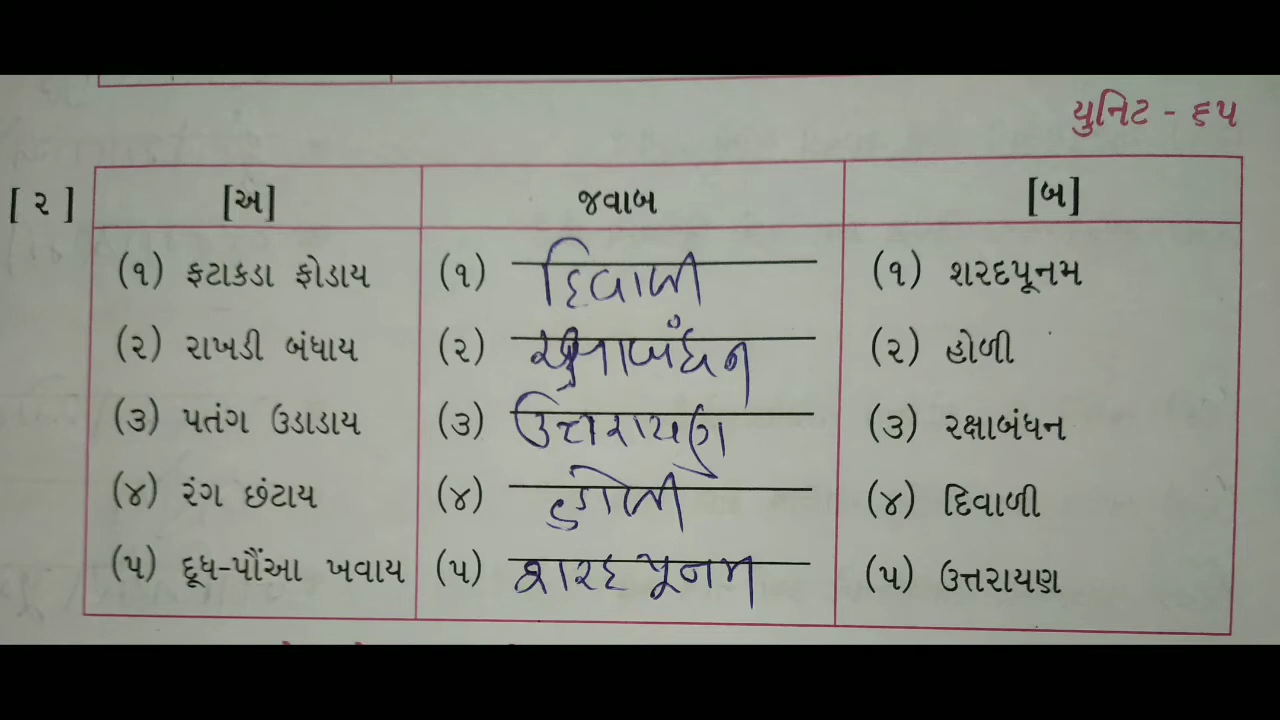 યુનિટ - ૬૫
[ ૨ ] [અ] જવાબ [બ]
(૧) ફટાકડા ફોડાય (૧) દિવાળી (૧) શરદપૂનમ
(૨) રાખડી બંધાય (૨) રક્ષાબંધન (૨) હોળી
(૩) પતંગ ઉડાડાય (૩) ઉત્તરાયણ (૩) રક્ષાબંધન
(૪) રંગ છંટાય (૪) હોળી (૪) દિવાળી
(૫) દૂધ-પૌંઆ ખવાય (૫) શરદ પૂનમ (૫) ઉત્તરાયણ